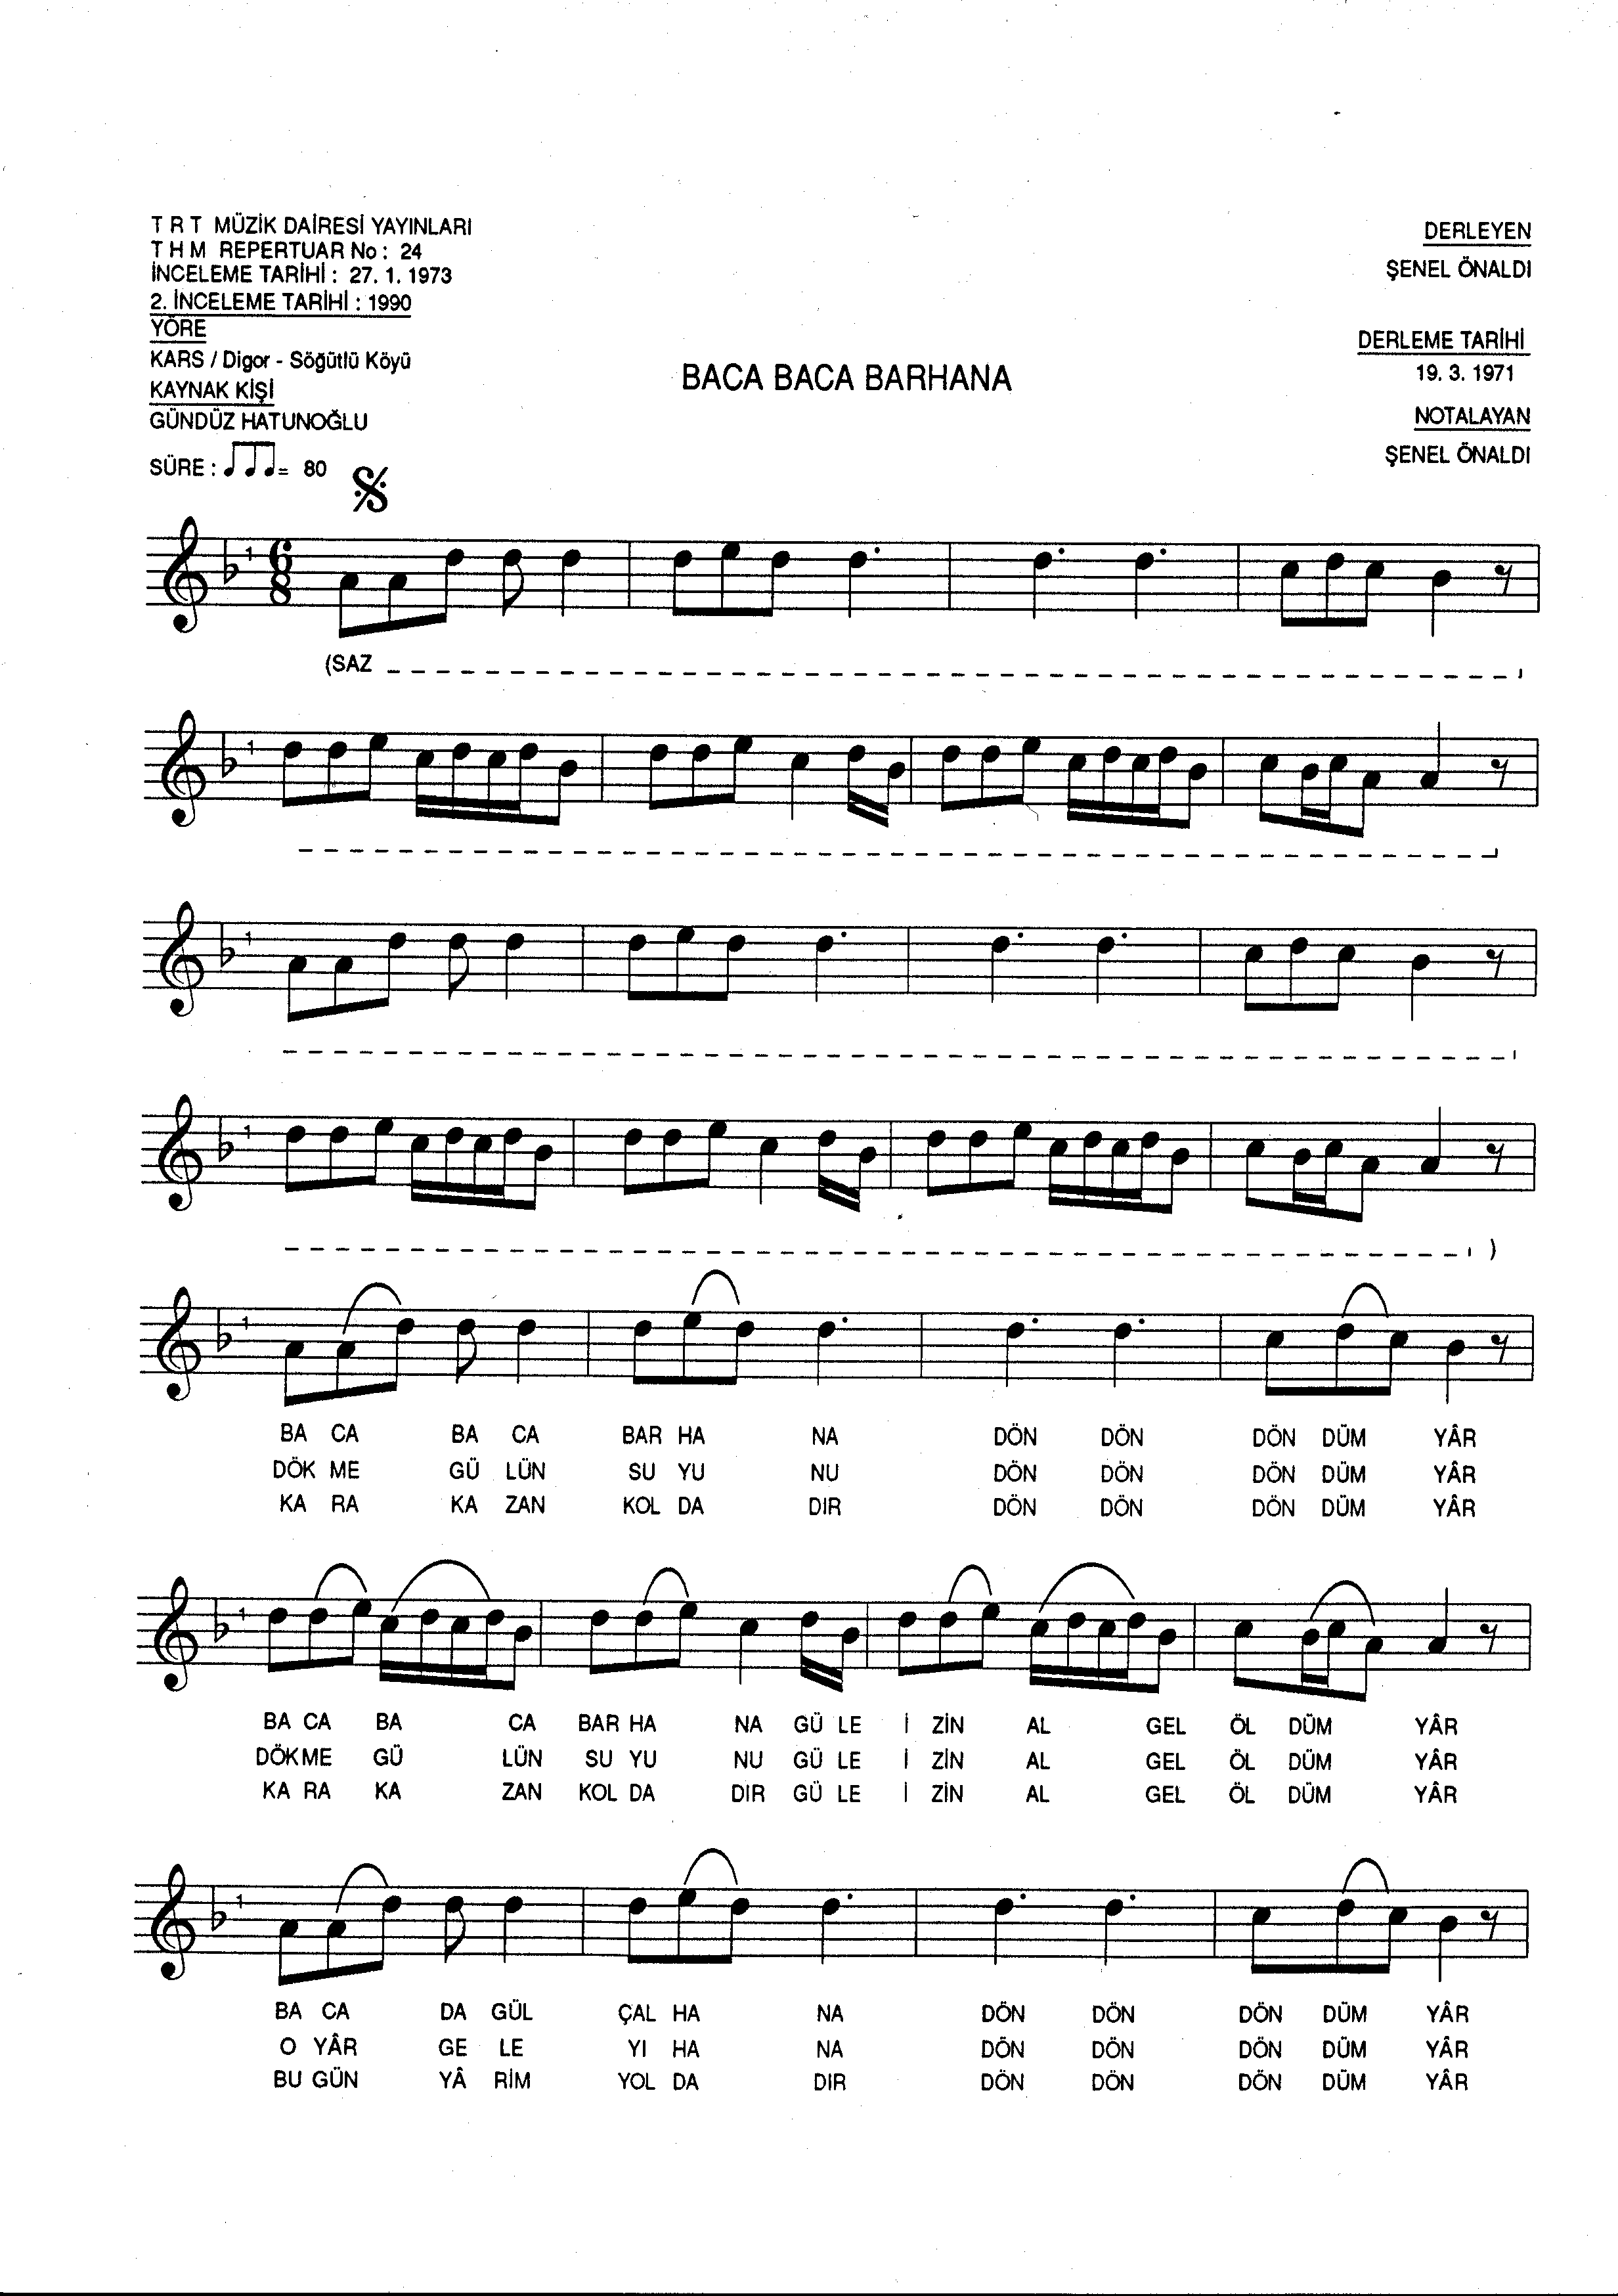 T R T MÜZİK DAİRESİ YAYINLARI
T H M REPERTUAR No : 24
İNCELEME TARİHİ : 27. 1. 1973
2. İNCELEME TARİHİ : 1990
YÖRE
KARS / Digor - Söğütlü Köyü
KAYNAK KİŞİ
GÜNDÜZ HATUNOĞLU
SÜRE : = 80
DERLEYEN
ŞENEL ÖNALDI
DERLEME TARİHİ
19. 3. 1971
NOTALAYAN
ŞENEL ÖNALDI
BACA BACA BARHANA
1 6 8
(SAZ
1
1
1
)
1
BA CA BA CA BAR HA NA DÖN DÖN DÖN DÜM YÂR
DÖK ME GÜ LÜN SU YU NU DÖN DÖN DÖN DÜM YÂR
KA RA KA ZAN KOL DA DIR DÖN DÖN DÖN DÜM YÂR
1
BA CA BA CA BAR HA NA GÜ LE İ ZİN AL GEL ÖL DÜM YÂR
DÖK ME GÜ LÜN SU YU NU GÜ LE İ ZİN AL GEL ÖL DÜM YÂR
KA RA KA ZAN KOL DA DIR GÜ LE İ ZİN AL GEL ÖL DÜM YÂR
1
BA CA DA GÜL ÇAL HA NA DÖN DÖN DÖN DÜM YÂR
O YÂR GE LE YI HA NA DÖN DÖN DÖN DÜM YÂR
BU GÜN YÂ RİM YOL DA DIR DÖN DÖN DÖN DÜM YÂR